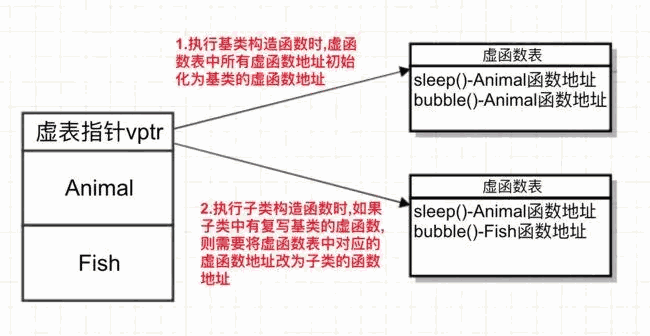 1.执行基类构造函数时,虚函
数表中所有虚函数地址初始
化为基类的虚函数地址
虚函数表
sleep()-Animal函数地址
bubble()-Animal函数地址
虚表指针vptr
Animal
Fish
2.执行子类构造函数时,如果
子类中有复写基类的虚函数,
则需要将虚函数表中对应的
虚函数地址改为子类的函数
地址
虚函数表
sleep()-Animal函数地址
bubble()-Fish函数地址